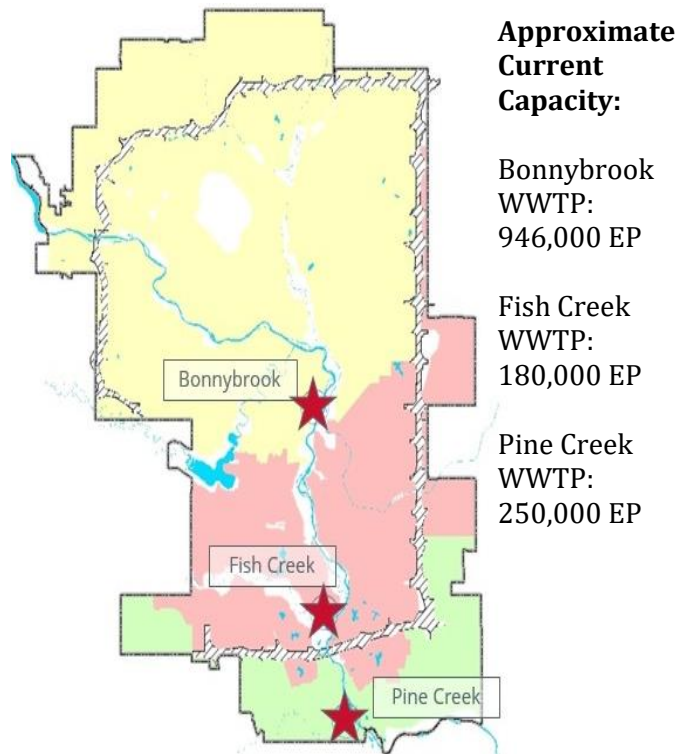 Approximate
Current
Capacity:
Bonnybrook
WWTP:
946,000 EP
Fish Creek
WWTP:
180,000 EP
Pine Creek
WWTP:
250,000 EP
Bonnybrook
Fish Creek
Pine Creek